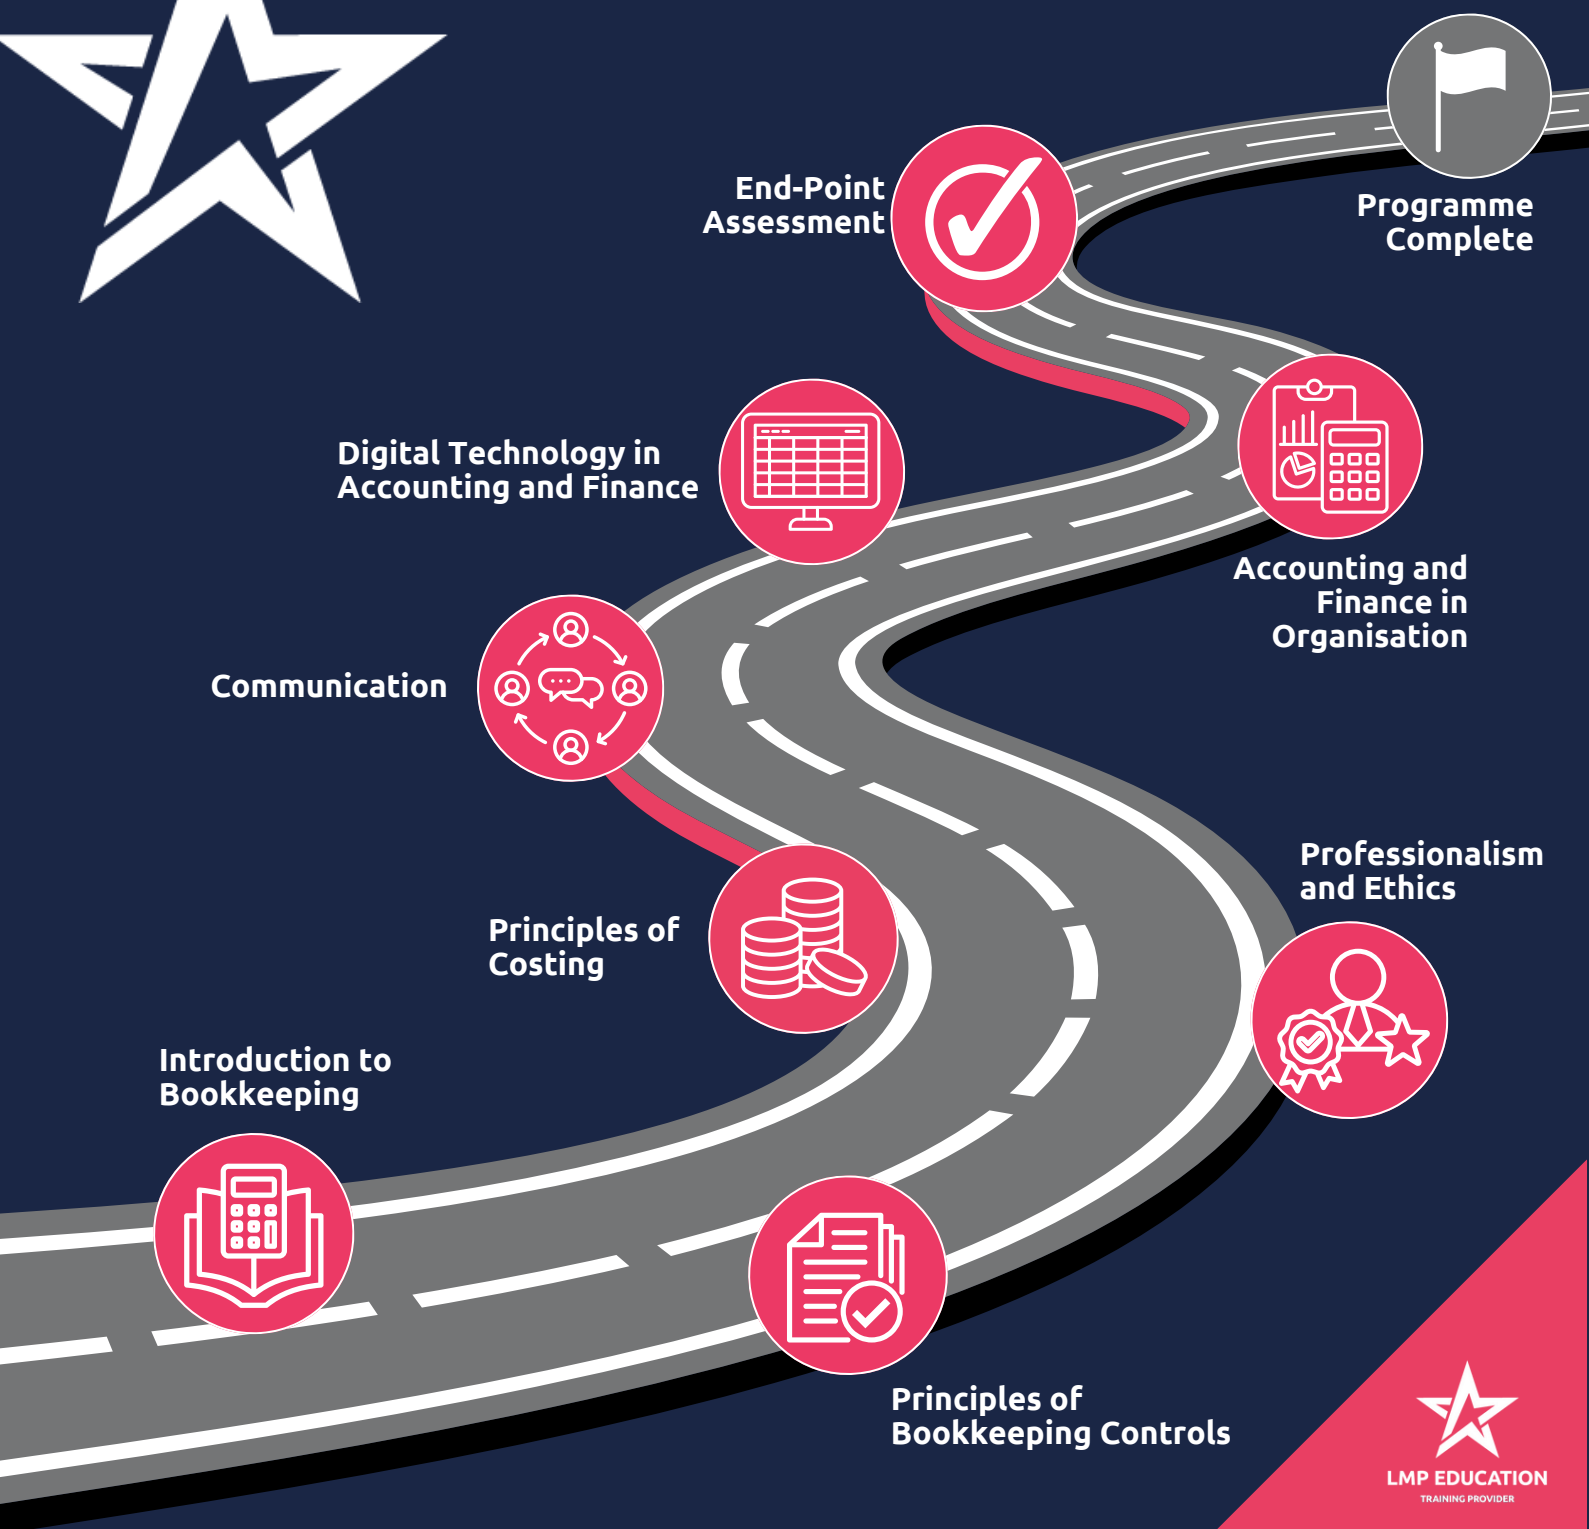 End-Point
Assessment
Programme
Complete
Digital Technology in
Accounting and Finance
Accounting and
Finance in
Organisation
Communication
Professionalism
and Ethics
Principles of
Costing
Introduction to
Bookkeeping
Principles of
Bookkeeping Controls
LMP EDUCATION
TRAINING PROVIDER